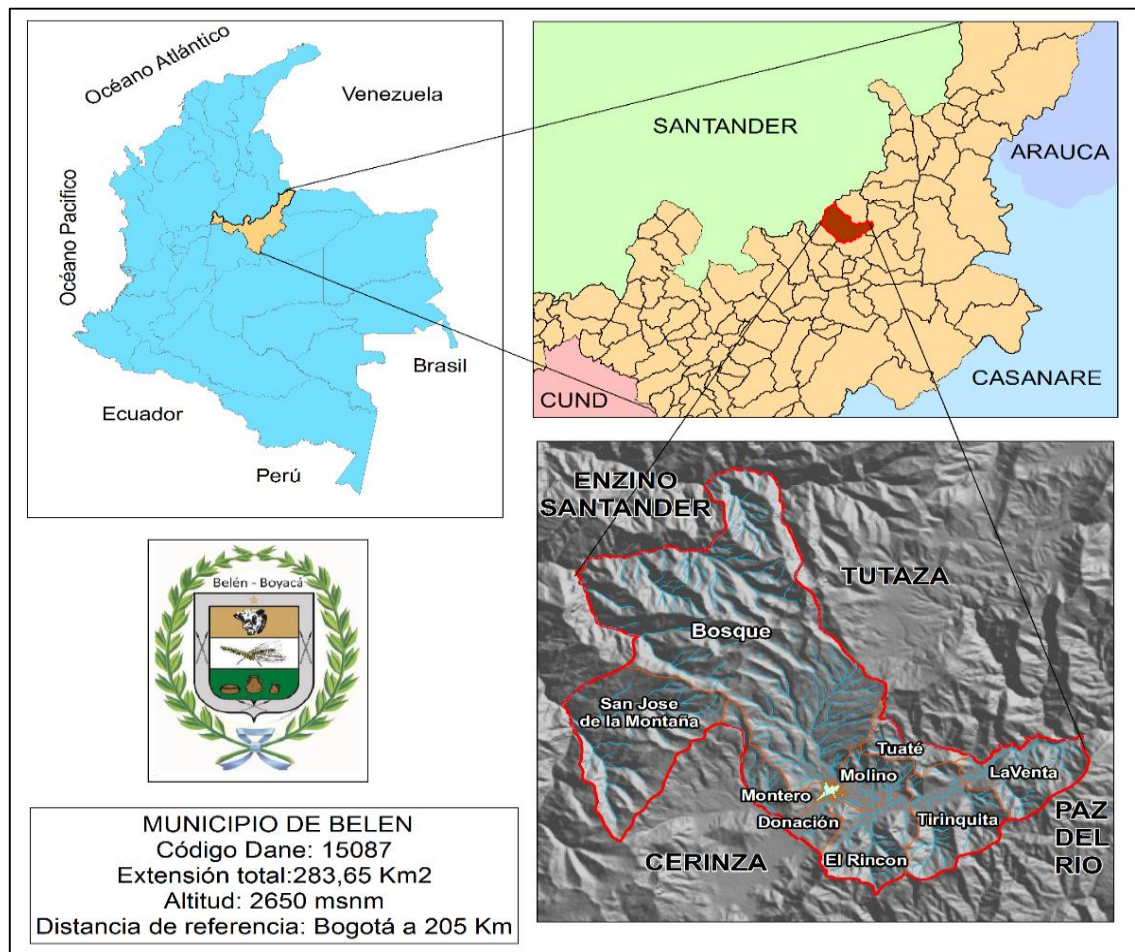 Océano Atlántico
Venezuela
Océano Pacifico
Brasil
Ecuador
Perú
SANTANDER
ARAUCA
CASANARE
CUND
Belén - Boyacá
ENZINO
SANTANDER
TUTAZA
Bosque
San Jose
de la Montaña
Tuaté
Molino
LaVenta
Montero
Donación
Tirinquita
El Rincon
PAZ
DEL
RIO
CERINZA
MUNICIPIO DE BELEN
Código Dane: 15087
Extensión total:283,65 Km2
Altitud: 2650 msnm
Distancia de referencia: Bogotá a 205 Km